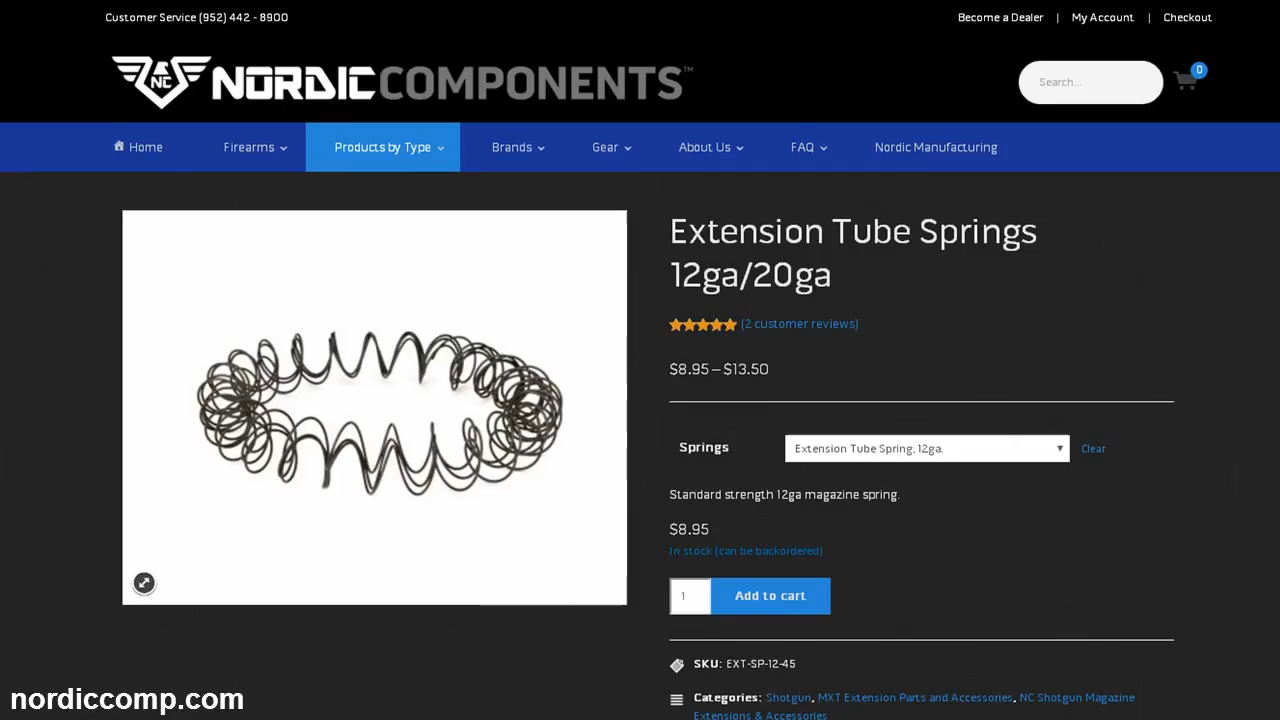 Customer Service (952) 442 - 8900
Become a Dealer | My Account | Checkout
NC NORDIC COMPONENTS™
Search...
0
Home Firearms Products by Type Brands Gear About Us FAQ Nordic Manufacturing
Extension Tube Springs
12ga/20ga
(2 customer reviews)
$8.95 – $13.50
Springs Extension Tube Spring, 12ga. Clear
Standard strength 12ga magazine spring.
$8.95
In stock (can be backordered)
1 Add to cart
SKU: EXT-SP-12-45
Categories: Shotgun, MXT Extension Parts and Accessories, NC Shotgun Magazine
Extensions & Accessories
nordiccomp.com